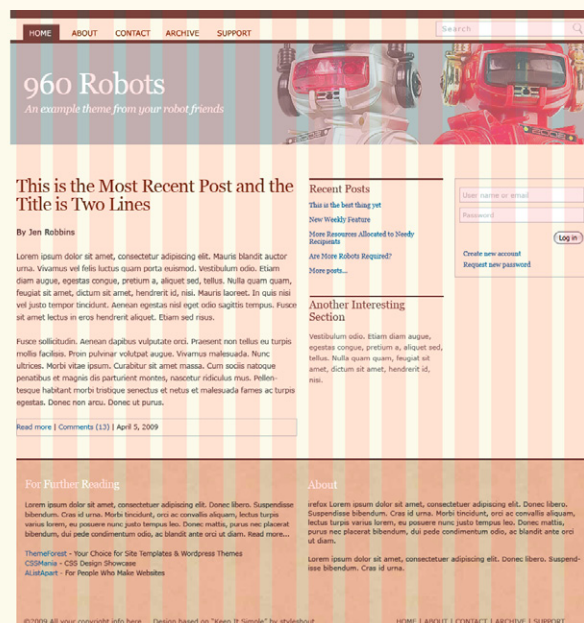 HOME ABOUT CONTACT ARCHIVE SUPPORT
Search
960 Robots
An example theme from your robot friends
This is the Most Recent Post and the
Title is Two Lines
By Jen Robbins
Lorem ipsum dolor sit amet, consectetur adipiscing elit. Mauris blandit auctor
urna. Vivamus vel felis luctus quam porta euismod. Vestibulum odio. Etiam
diam augue, egestas congue, pretium a, aliquet sed, tellus. Nulla quam quam,
feugiat sit amet, dictum sit amet, hendrerit id, nisi. Mauris laoreet. In quis nisi
vel justo tempor tincidunt. Aenean egestas nisl eget odio sagittis tempus. Fusce
sit amet lectus in eros hendrerit aliquet. Etiam sed risus.
Fusce sollicitudin. Aenean dapibus vulputate orci. Praesent non tellus eu turpis
mollis facilisis. Proin pulvinar volutpat augue. Vivamus malesuada. Nunc
ultrices. Morbi vitae ipsum. Curabitur sit amet massa. Cum sociis natoque
penatibus et magnis dis parturient montes, nascetur ridiculus mus. Pellen-
tesque habitant morbi tristique senectus et netus et malesuada fames ac turpis
egestas. Donec non arcu. Donec ut purus.
Read more | Comments (13) | April 5, 2009
Recent Posts
This is the best thing yet
New Weekly Feature
More Resources Allocated to Needy
Recipients
Are More Robots Required?
More posts...
Another Interesting
Section
Vestibulum odio. Etiam diam augue,
egestas congue, pretium a, aliquet sed,
tellus. Nulla quam quam, feugiat sit
amet, dictum sit amet, hendrerit id,
nisi.
User name or email
Password
Log in
Create new account
Request new password
For Further Reading
Lorem ipsum dolor sit amet, consectetuer adipiscing elit. Donec libero. Suspendisse
bibendum. Cras id urna. Morbi tincidunt, orci ac convallis aliquam, lectus turpis
varius lorem, eu posuere nunc justo tempus leo. Donec mattis, purus nec placerat
bibendum, dui pede condimentum odio, ac blandit ante orci ut diam. Read more...
ThemeForest - Your Choice for Site Templates & Wordpress Themes
CSSMania - CSS Design Showcase
AListApart - For People Who Make Websites
About
irefox Lorem ipsum dolor sit amet, consectetuer adipiscing elit. Donec libero.
Suspendisse bibendum. Cras id urna. Morbi tincidunt, orci ac convallis aliquam,
lectus turpis varius lorem, eu posuere nunc justo tempus leo. Donec mattis,
purus nec placerat bibendum, dui pede condimentum odio, ac blandit ante orci
ut diam.
Lorem ipsum dolor sit amet, consectetuer adipiscing elit. Donec libero. Suspend-
isse bibendum. Cras id urna.
©2009 All your copyright info here. Design based on "Keep It Simple" by styleshout
HOME | ABOUT | CONTACT | ARCHIVE | SUPPORT